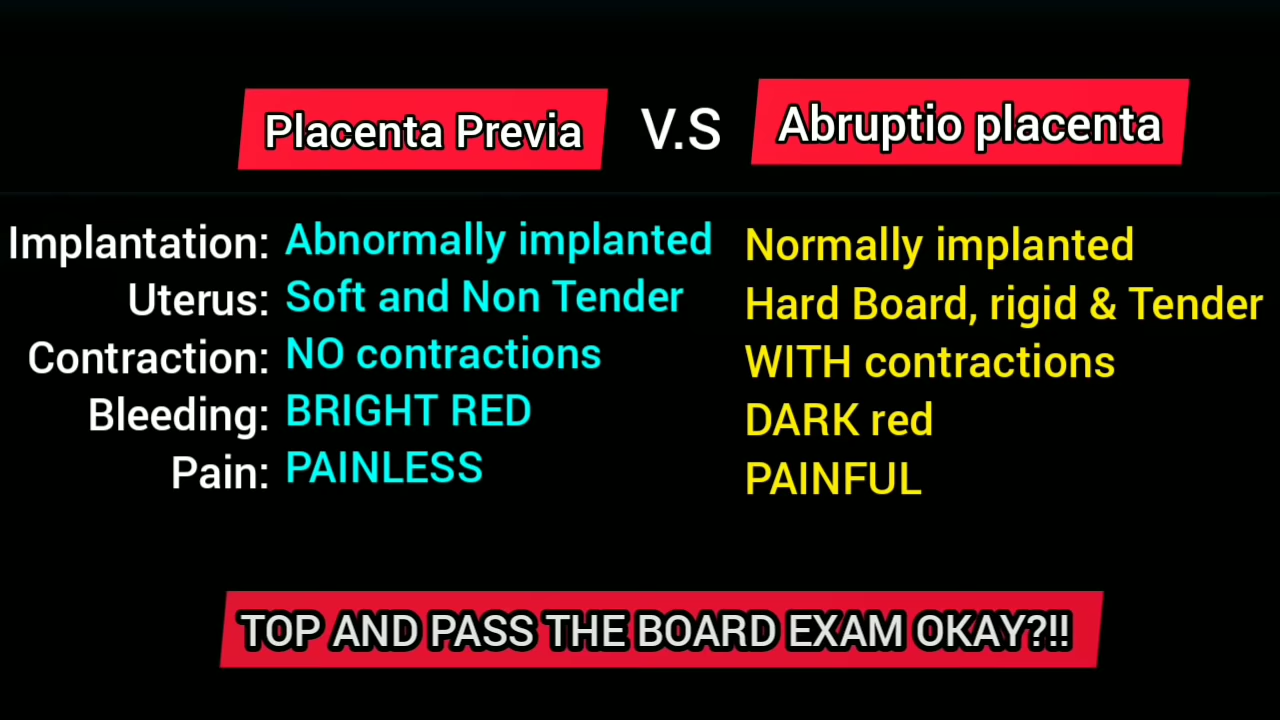 Placenta Previa V.S Abruptio placenta
Implantation: Abnormally implanted Normally implanted
Uterus: Soft and Non Tender Hard Board, rigid & Tender
Contraction: NO contractions WITH contractions
Bleeding: BRIGHT RED DARK red
Pain: PAINLESS PAINFUL
TOP AND PASS THE BOARD EXAM OKAY?!!